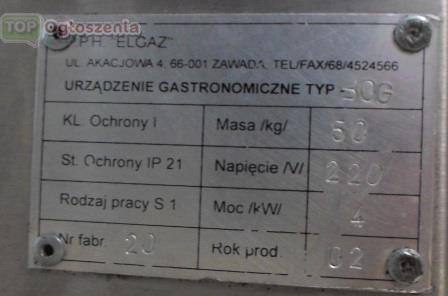 TOP Ogłoszenia
P.P.H. "ELGAZ"
UL. AKACJOWA 4, 66-001 ZAWADA, TEL/FAX/68/4524566
URZĄDZENIE GASTRONOMICZNE TYP 50G
KL. Ochrony I Masa /kg/ 50
St. Ochrony IP 21 Napięcie /V/ 220
Rodzaj pracy S 1 Moc /kW/ 4
Nr fabr. 20 Rok prod. 02